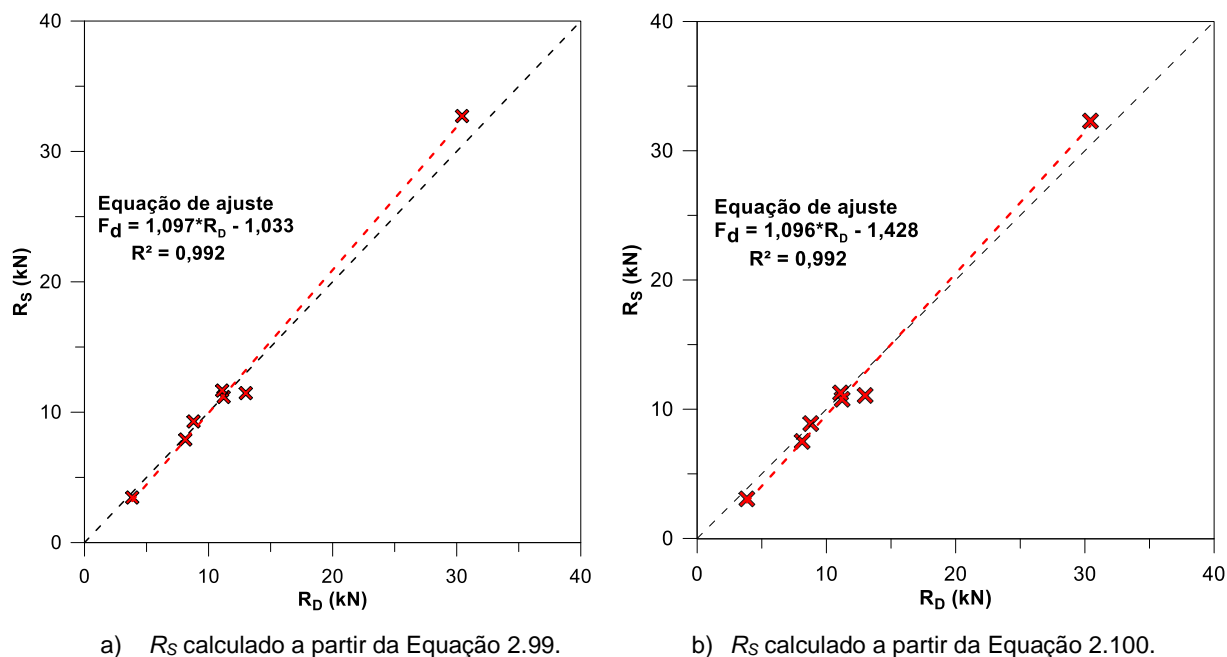 40
30
20
10
0
R_S (kN)
Equação de ajuste
F_d = 1,097*R_D - 1,033
R² = 0,992
0 10 20 30 40
R_D (kN)
a) R_S calculado a partir da Equação 2.99.
40
30
20
10
0
R_S (kN)
Equação de ajuste
F_d = 1,096*R_D - 1,428
R² = 0,992
0 10 20 30 40
R_D (kN)
b) R_S calculado a partir da Equação 2.100.